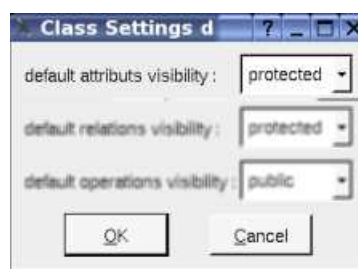 Class Settings d
default attributs visibility : protected
default relations visibility : protected
default operations visibility : public
OK Cancel